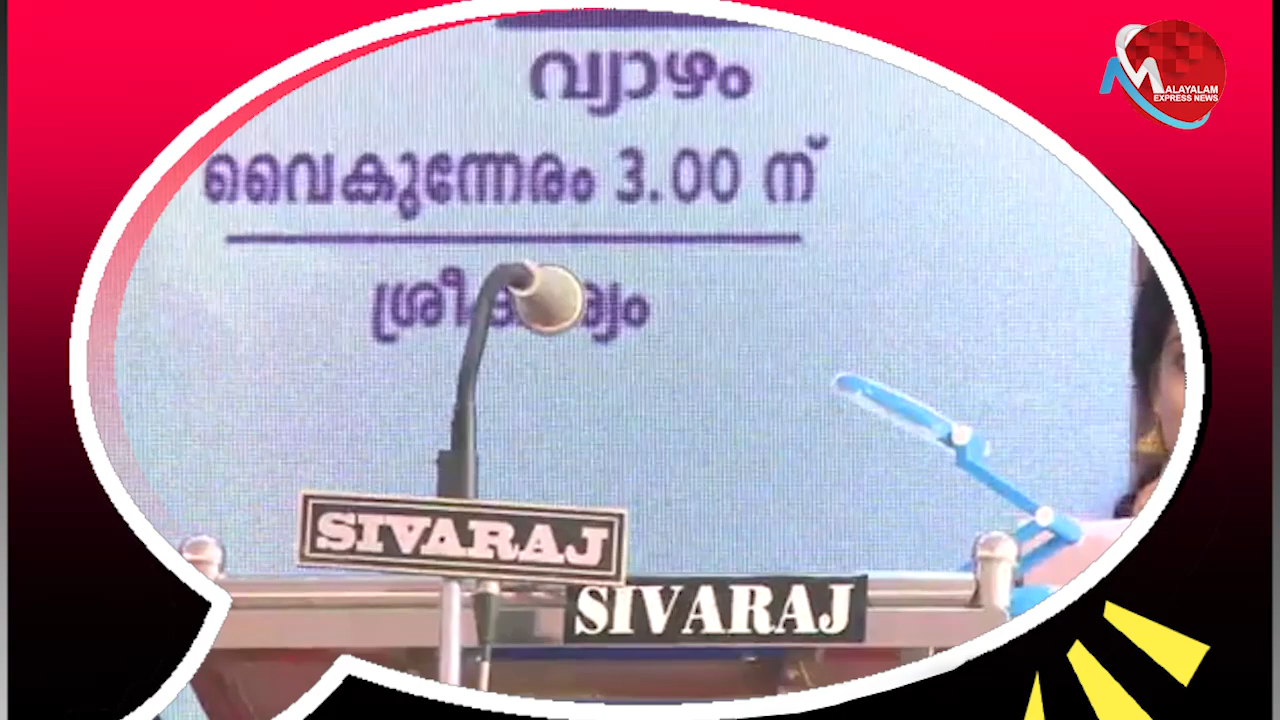 MALAYALAM
EXPRESS NEWS
വ്യാഴം
വൈകുന്നേരം 3.00 ന്
SIVARAJ
SIVARAJ